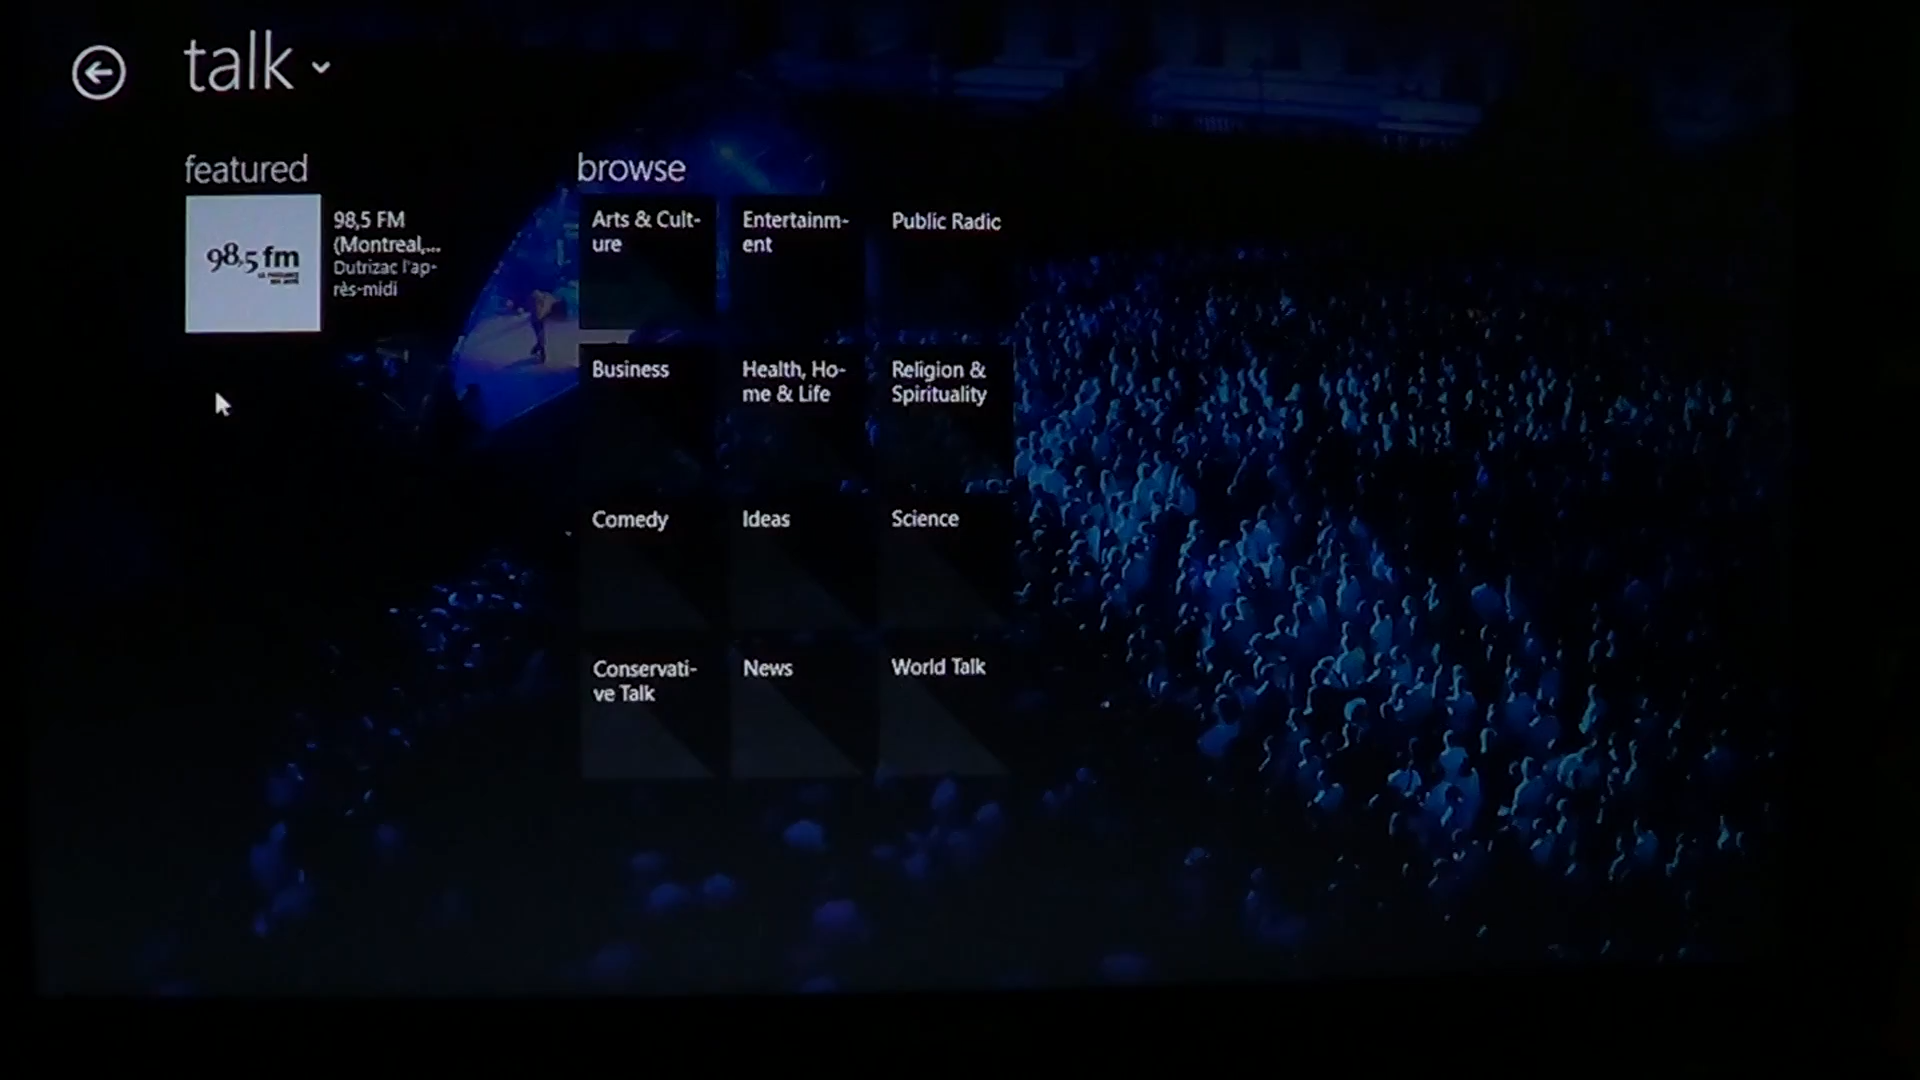 talk
featured
98,5 fm
98,5 FM
(Montreal,...
Dutrizac l'ap-
rès-midi
browse
Arts & Cult-
ure
Entertainm-
ent
Public Radio
Business
Health, Ho-
me & Life
Religion &
Spirituality
Comedy
Ideas
Science
Conservati-
ve Talk
News
World Talk